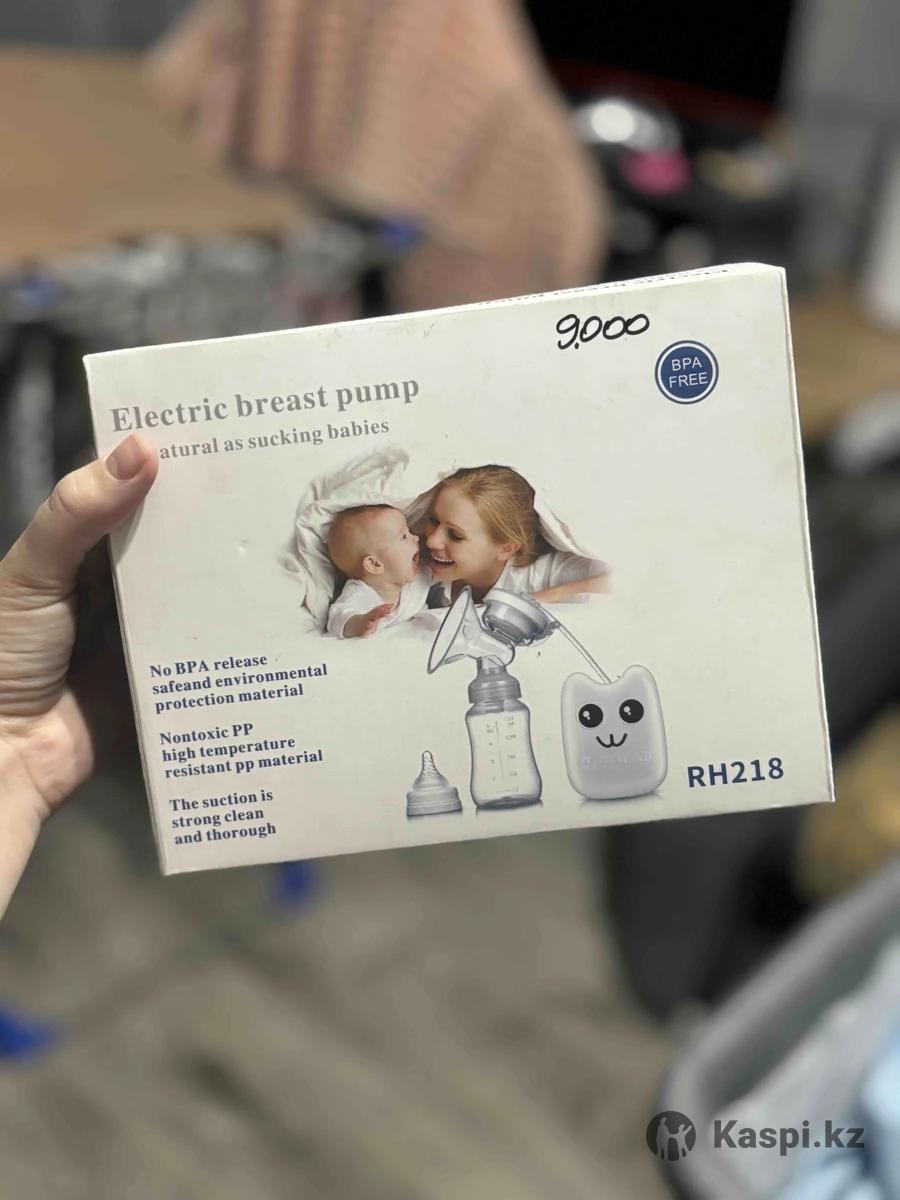 9.000
BPA
FREE
Electric breast pump
atural as sucking babies
No BPA release
safeand environmental
protection material
Nontoxic PP
high temperature
resistant pp material
The suction is
strong clean
and thorough
RH218
Kaspi.kz